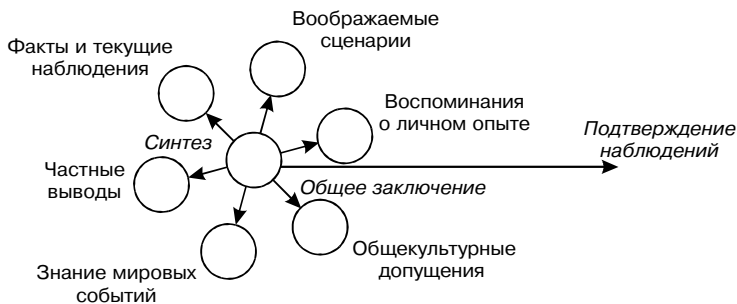 Воображаемые
сценарии
Факты и текущие
наблюдения
Воспоминания
о личном опыте
Подтверждение
наблюдений
Синтез
Частные
выводы
Общее заключение
Общекультурные
допущения
Знание мировых
событий